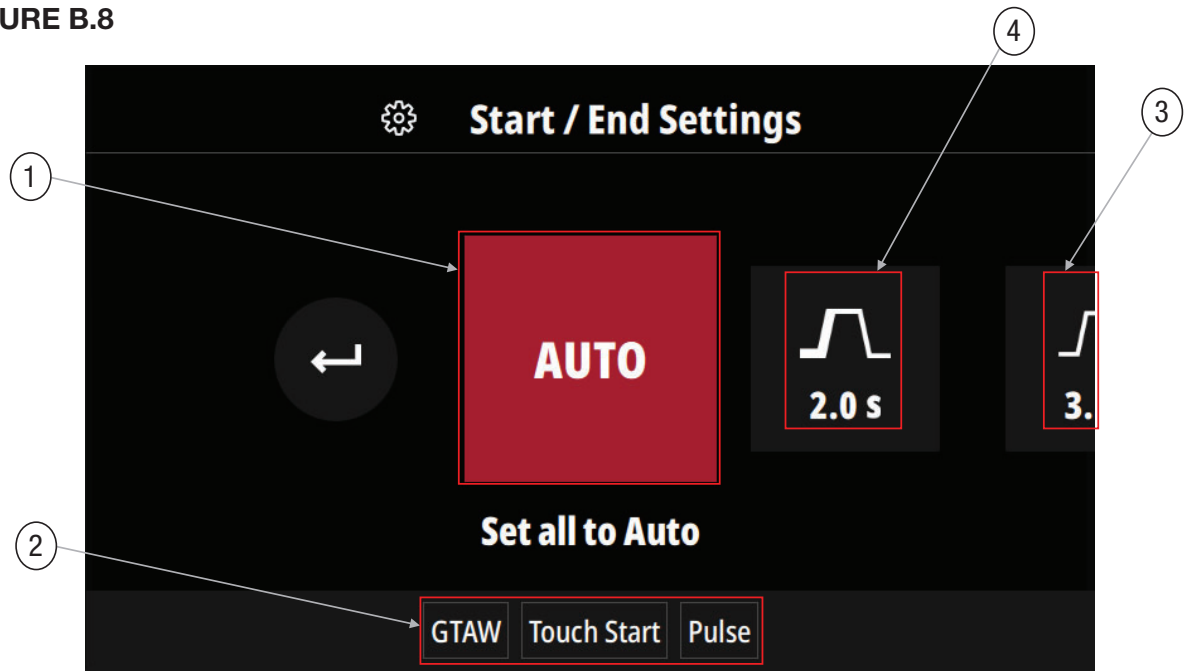 URE B.8
4
Start / End Settings
3
1
AUTO
2.0 s
3.
Set all to Auto
2
GTAW Touch Start Pulse